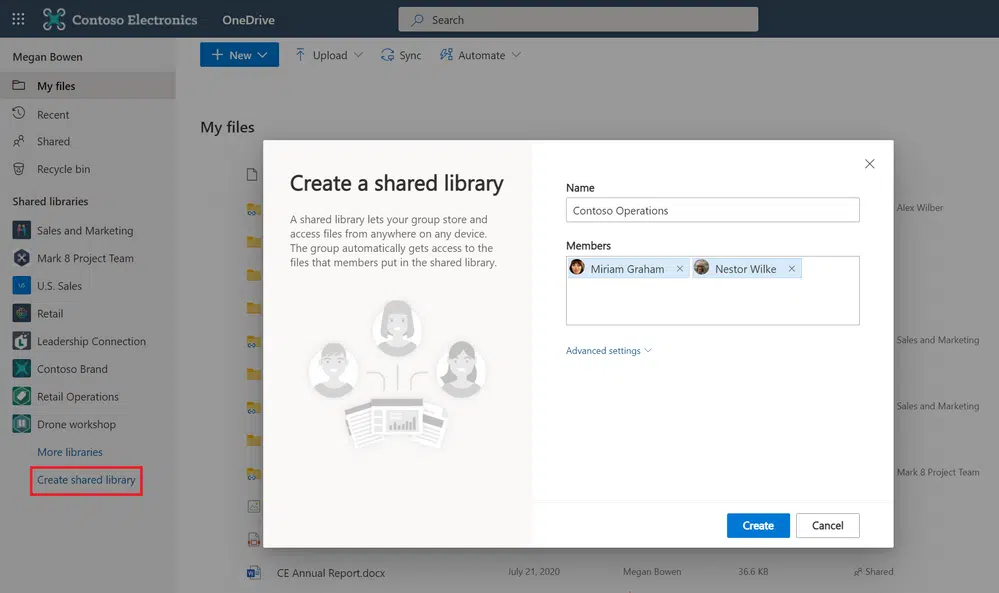 Contoso Electronics
OneDrive
Search
Megan Bowen
New
Upload
Sync
Automate
My files
Recent
Shared
Recycle bin
Shared libraries
Sales and Marketing
Mark 8 Project Team
U.S. Sales
Retail
Leadership Connection
Contoso Brand
Retail Operations
Drone workshop
More libraries
Create shared library
My files
Create a shared library
A shared library lets your group store and
access files from anywhere on any device.
The group automatically gets access to the
files that members put in the shared library.
Name
Contoso Operations
Members
Miriam Graham
Nestor Wilke
Advanced settings
Create
Cancel
Alex Wilber
Sales and Marketing
Sales and Marketing
Mark 8 Project Team
CE Annual Report.docx
July 21, 2020
Megan Bowen
36.6 KB
Shared